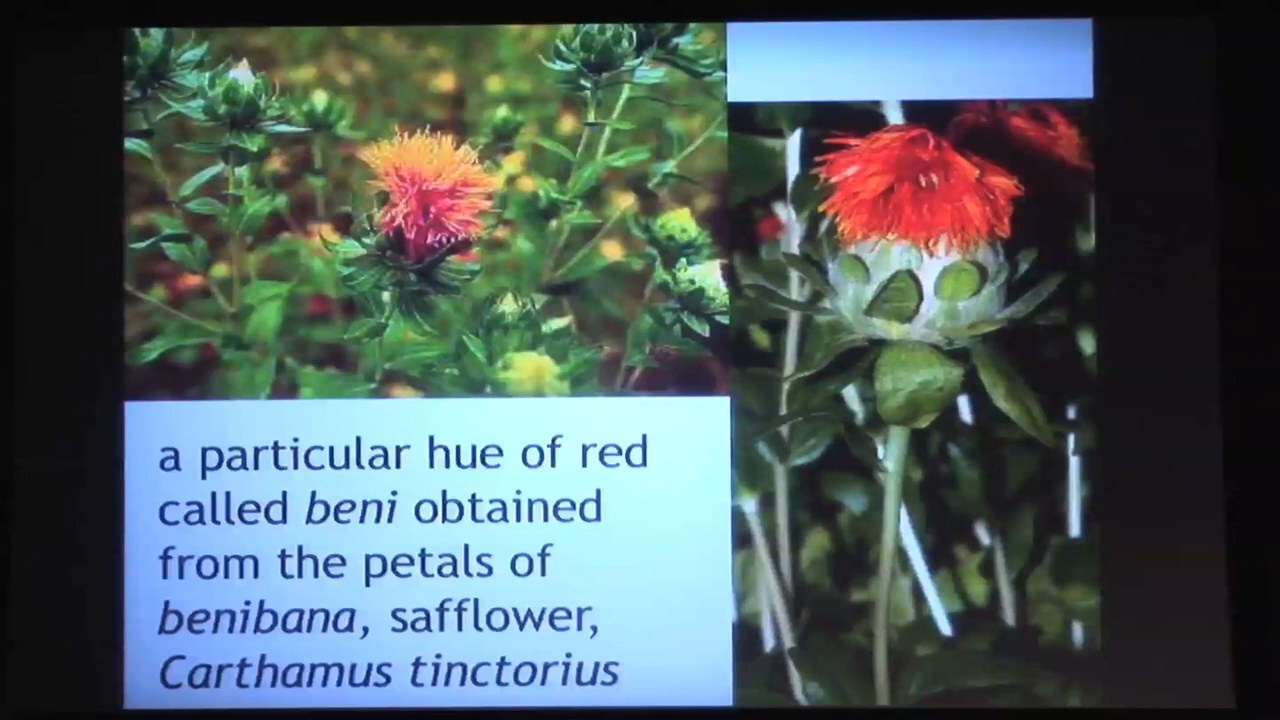 a particular hue of red
called beni obtained
from the petals of
benibana, safflower,
Carthamus tinctorius